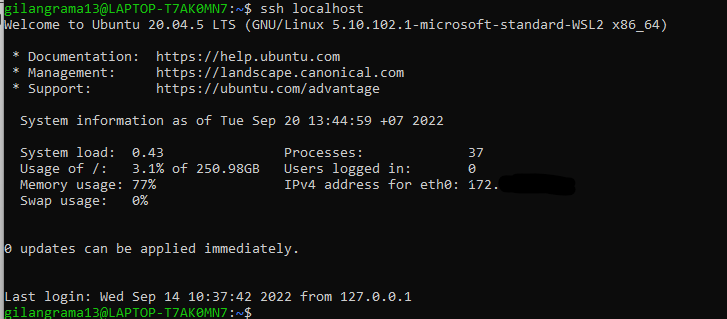 gilangrama13@LAPTOP-T7AK0MN7:~$ ssh localhost
Welcome to Ubuntu 20.04.5 LTS (GNU/Linux 5.10.102.1-microsoft-standard-WSL2 x86_64)
* Documentation:  https://help.ubuntu.com
* Management:     https://landscape.canonical.com
* Support:        https://ubuntu.com/advantage
System information as of Tue Sep 20 13:44:59 +07 2022
System load:  0.43               Processes:             37
Usage of /:   3.1% of 250.98GB   Users logged in:       0
Memory usage: 77%                IPv4 address for eth0: 172.
Swap usage:   0%
0 updates can be applied immediately.
Last login: Wed Sep 14 10:37:42 2022 from 127.0.0.1
gilangrama13@LAPTOP-T7AK0MN7:~$